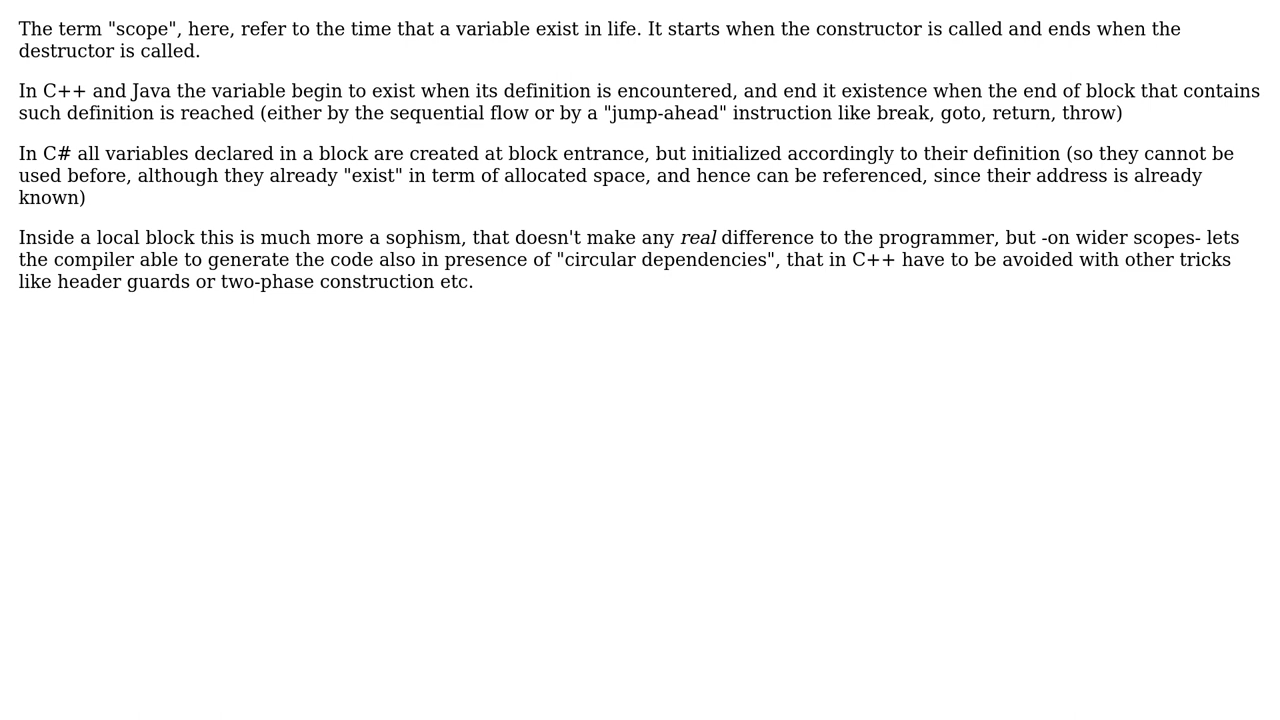 The term "scope", here, refer to the time that a variable exist in life. It starts when the constructor is called and ends when the
destructor is called.
In C++ and Java the variable begin to exist when its definition is encountered, and end it existence when the end of block that contains
such definition is reached (either by the sequential flow or by a "jump-ahead" instruction like break, goto, return, throw)
In C# all variables declared in a block are created at block entrance, but initialized accordingly to their definition (so they cannot be
used before, although they already "exist" in term of allocated space, and hence can be referenced, since their address is already
known)
Inside a local block this is much more a sophism, that doesn't make any real difference to the programmer, but -on wider scopes- lets
the compiler able to generate the code also in presence of "circular dependencies", that in C++ have to be avoided with other tricks
like header guards or two-phase construction etc.